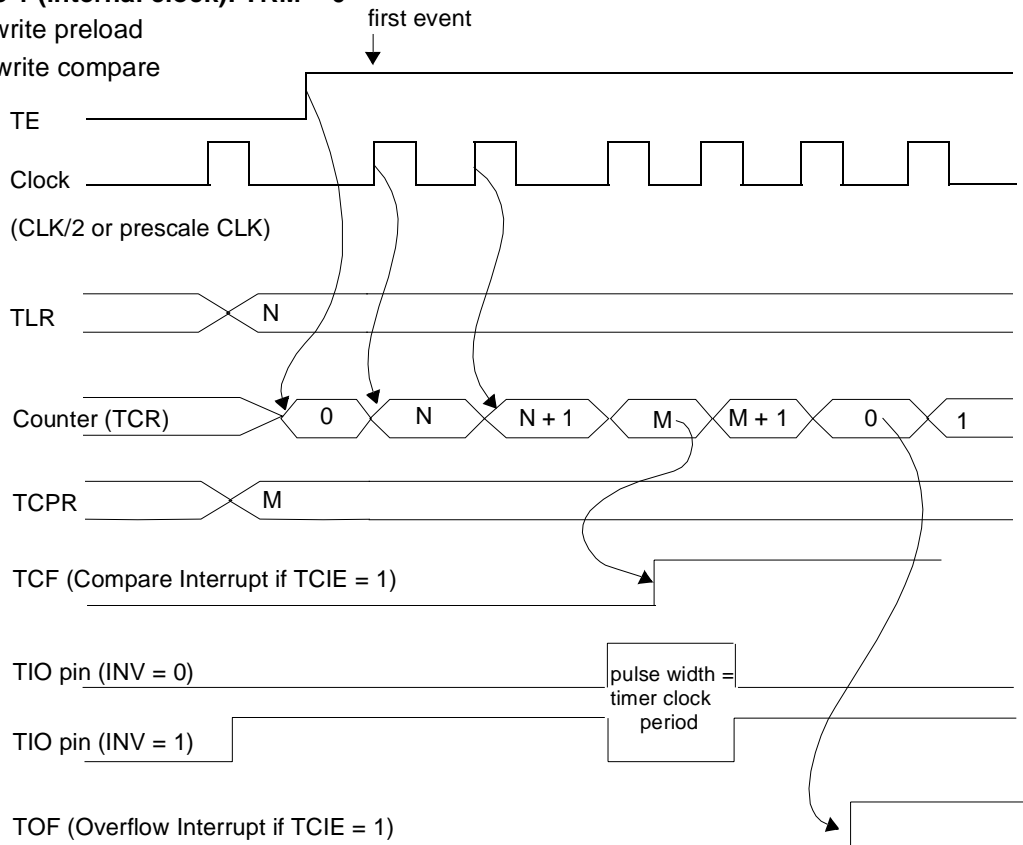 first event
write preload
write compare
TE
Clock
(CLK/2 or prescale CLK)
TLR N
Counter (TCR) 0 N N + 1 M M + 1 0 1
TCPR M
TCF (Compare Interrupt if TCIE = 1)
TIO pin (INV = 0)
pulse width =
timer clock
period
TIO pin (INV = 1)
TOF (Overflow Interrupt if TCIE = 1)